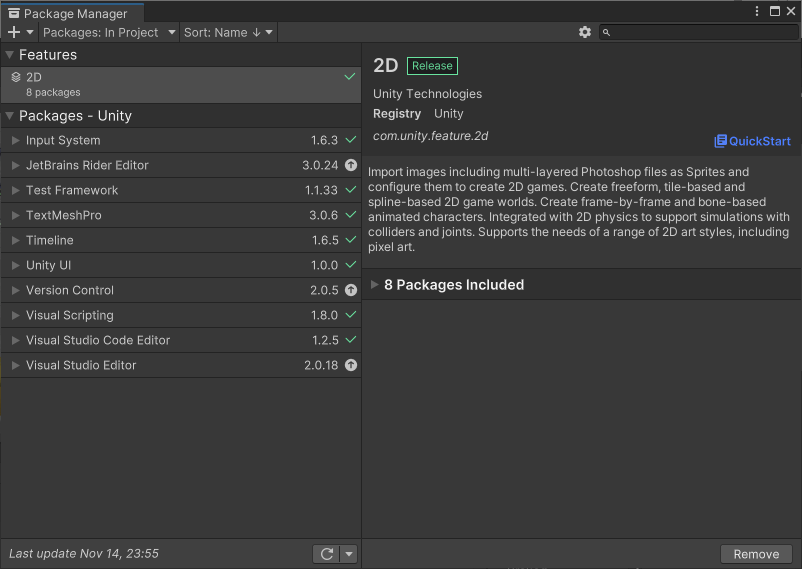 Package Manager
Packages: In Project
Sort: Name ↓
Features
2D
8 packages
Packages - Unity
Input System 1.6.3
JetBrains Rider Editor 3.0.24
Test Framework 1.1.33
TextMeshPro 3.0.6
Timeline 1.6.5
Unity UI 1.0.0
Version Control 2.0.5
Visual Scripting 1.8.0
Visual Studio Code Editor 1.2.5
Visual Studio Editor 2.0.18
Last update Nov 14, 23:55
2D Release
Unity Technologies
Registry Unity
com.unity.feature.2d
QuickStart
Import images including multi-layered Photoshop files as Sprites and
configure them to create 2D games. Create freeform, tile-based and
spline-based 2D game worlds. Create frame-by-frame and bone-based
animated characters. Integrated with 2D physics to support simulations with
colliders and joints. Supports the needs of a range of 2D art styles, including
pixel art.
8 Packages Included
Remove